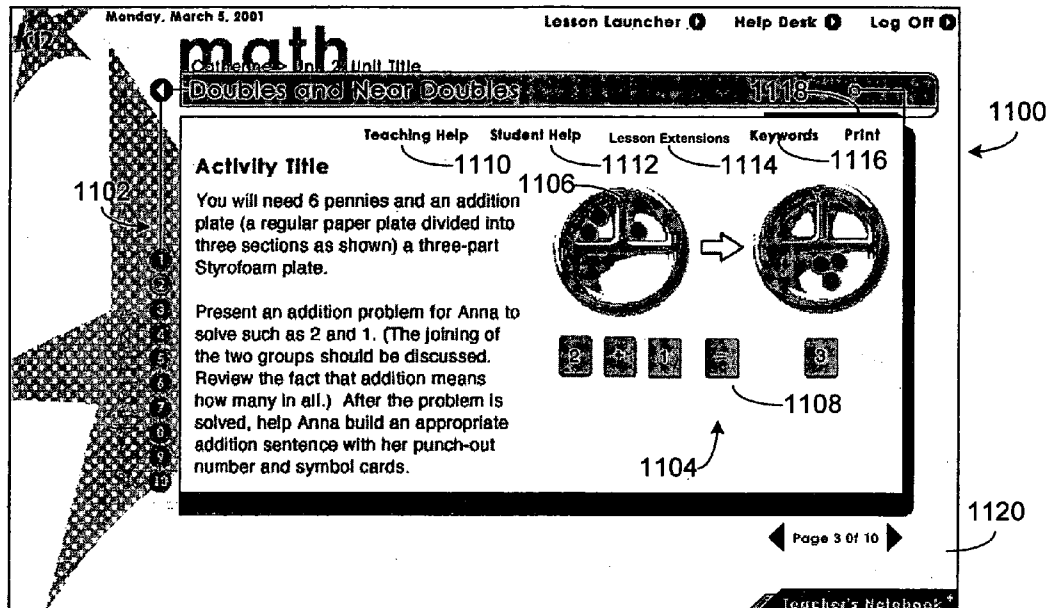 Monday, March 5, 2001
Lesson Launcher Help Desk Log Off
K12
math
Catherine > Unit 2: Unit Title
Doubles and Near Doubles
1118
1100
Teaching Help Student Help Lesson Extensions Keywords Print
1110 1112 1114 1116
Activity Title
1102
1106
You will need 6 pennies and an addition
plate (a regular paper plate divided into
three sections as shown) a three-part
Styrofoam plate.
Present an addition problem for Anna to
solve such as 2 and 1. (The joining of
the two groups should be discussed.
Review the fact that addition means
how many in all.) After the problem is
solved, help Anna build an appropriate
addition sentence with her punch-out
number and symbol cards.
1
2
3
4
5
6
7
8
9
10
2 + 1 = 3
1108
1104
Page 3 Of 10
1120
Teacher's Notebook +